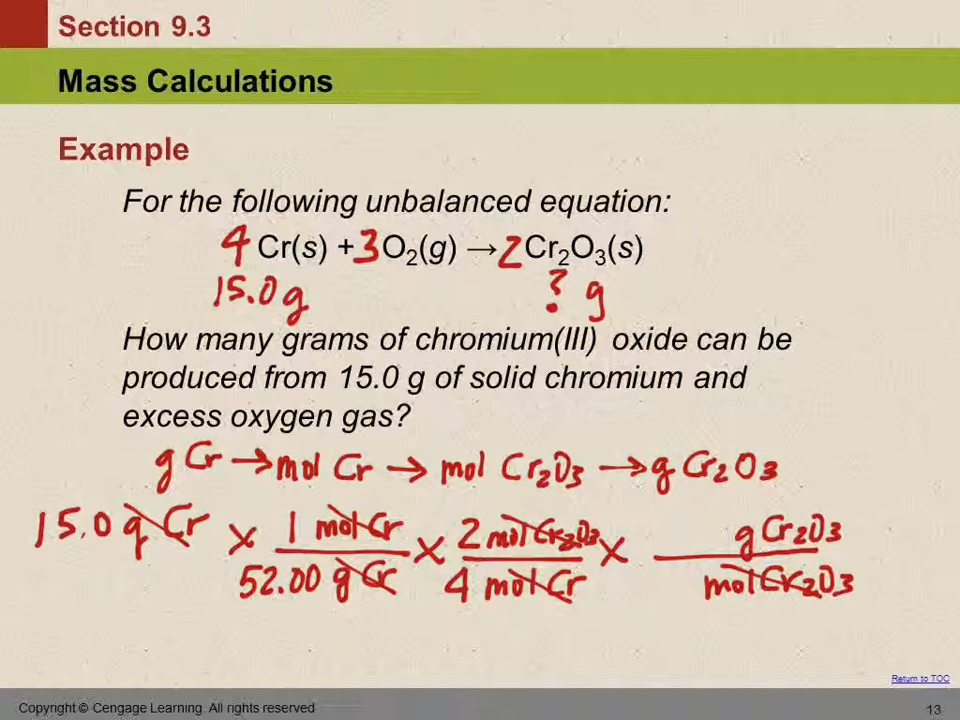 Section 9.3
Mass Calculations
Example
For the following unbalanced equation:
4 Cr(s) + 3 O₂(g) → 2 Cr₂O₃(s)
15.0 g ? g
How many grams of chromium(III) oxide can be
produced from 15.0 g of solid chromium and
excess oxygen gas?
g Cr → mol Cr → mol Cr₂O₃ → g Cr₂O₃
15.0 g Cr × 1 mol Cr / 52.00 g Cr × 2 mol Cr₂O₃ / 4 mol Cr × g Cr₂O₃ / mol Cr₂O₃
Return to TOC
Copyright © Cengage Learning. All rights reserved
13